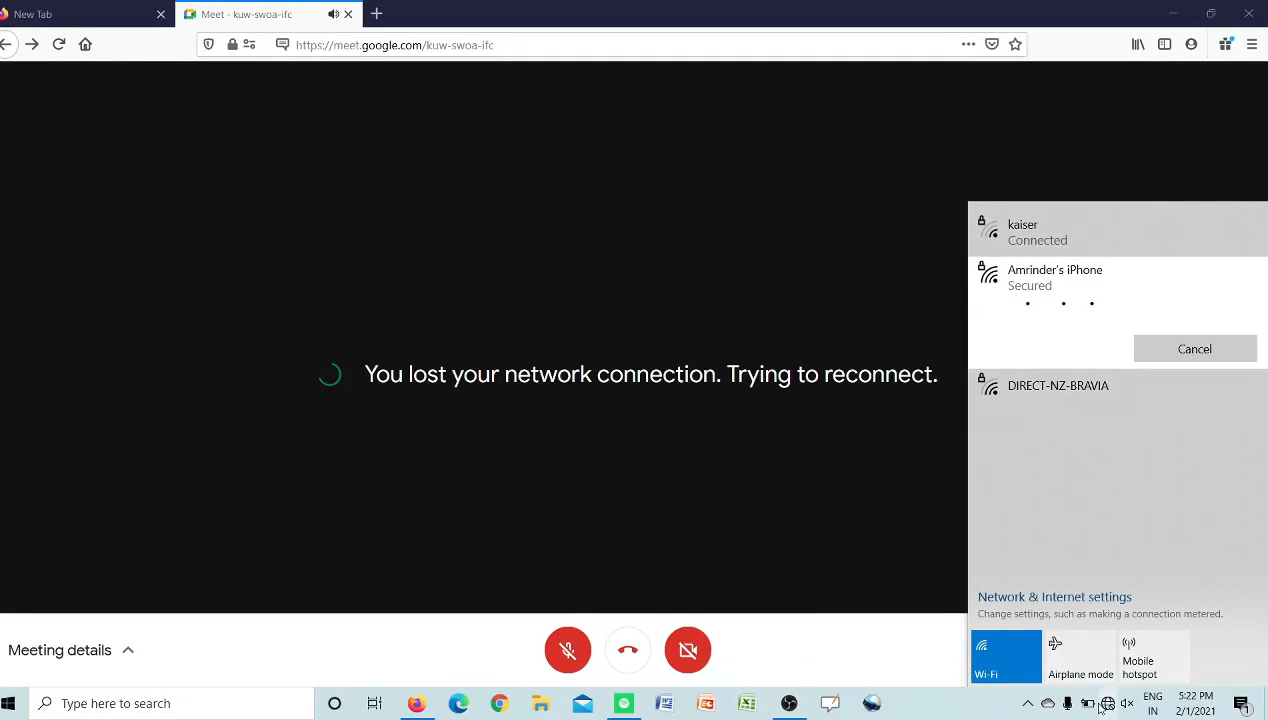 New Tab
Meet - kuw-swoa-ifc
https://meet.google.com/kuw-swoa-ifc
kaiser
Connected
Amrinder's iPhone
Secured
Cancel
You lost your network connection. Trying to reconnect.
DIRECT-NZ-BRAVIA
Network & Internet settings
Change settings, such as making a connection metered.
Meeting details
Wi-Fi
Airplane mode
Mobile
hotspot
Type here to search
ENG
IN
5:22 PM
2/1/2021
1